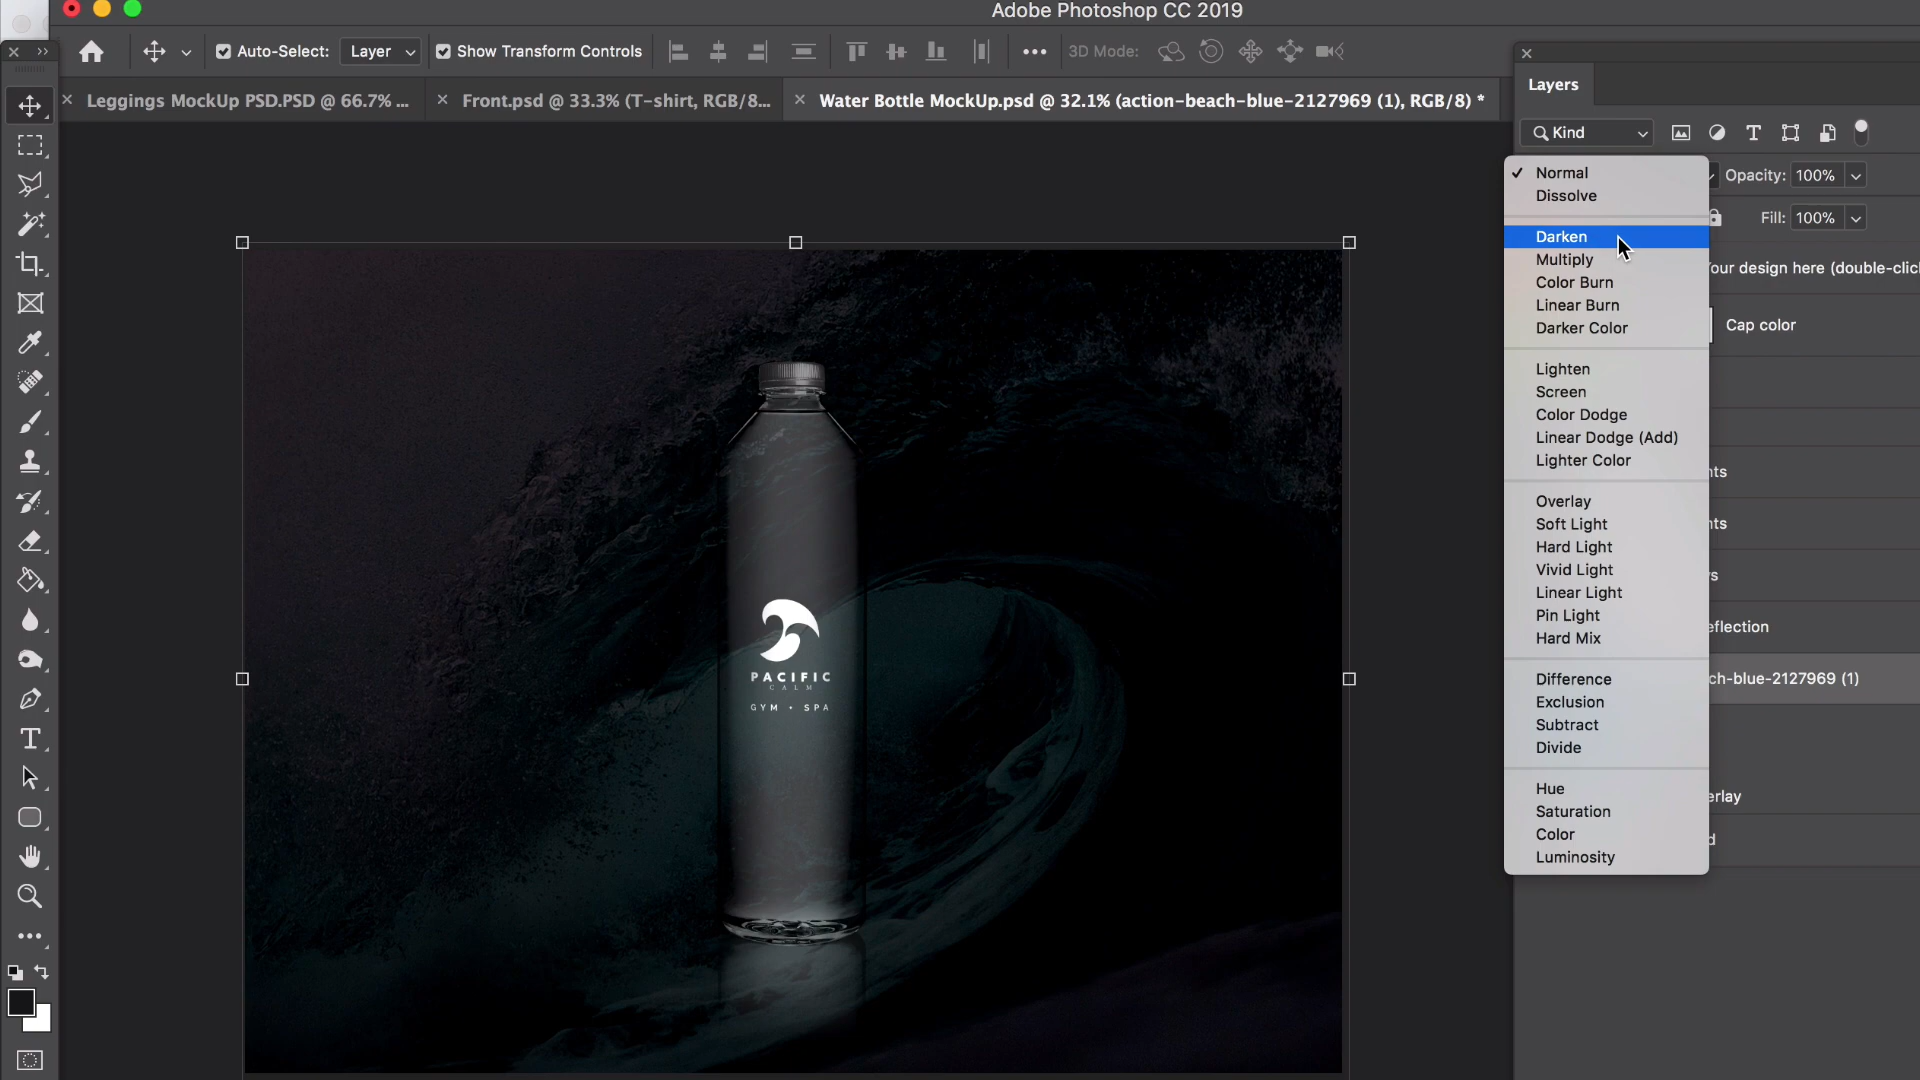 Adobe Photoshop CC 2019
Auto-Select: Layer Show Transform Controls 3D Mode:
Leggings MockUp PSD.PSD @ 66.7% ...
Front.psd @ 33.3% (T-shirt, RGB/8...
Water Bottle MockUp.psd @ 32.1% (action-beach-blue-2127969 (1), RGB/8) *
Layers
Kind
Opacity: 100%
Fill: 100%
Normal
Dissolve
Darken
Multiply
Color Burn
Linear Burn
Darker Color
Lighten
Screen
Color Dodge
Linear Dodge (Add)
Lighter Color
Overlay
Soft Light
Hard Light
Vivid Light
Linear Light
Pin Light
Hard Mix
Difference
Exclusion
Subtract
Divide
Hue
Saturation
Color
Luminosity
our design here (double-clic
Cap color
nts
nts
s
eflection
ch-blue-2127969 (1)
erlay
d
PACIFIC
CALM
GYM • SPA